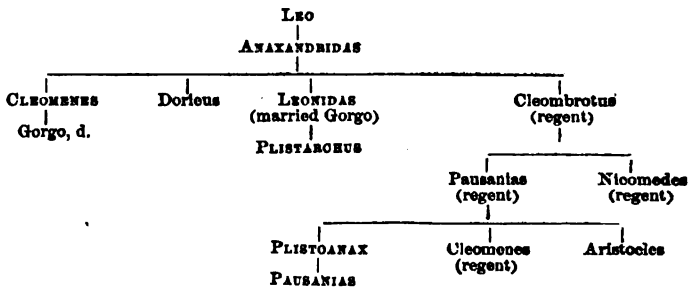 LEO
ANAXANDRIDAS
CLEOMENES Dorieus LEONIDAS Cleombrotus
(married Gorgo) (regent)
Gorgo, d.
PLISTARCHUS
Pausanias Nicomedes
(regent) (regent)
PLISTOANAX Cleomenes Aristocles
(regent)
PAUSANIAS